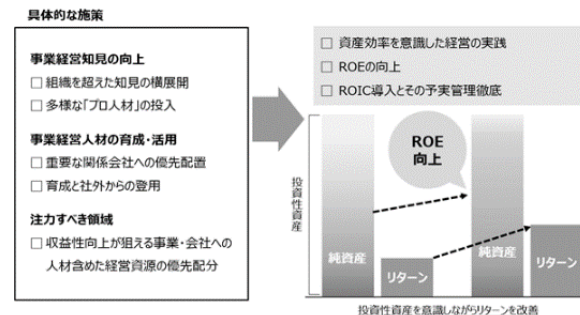 具体的な施策
事業経営知見の向上
□ 組織を超えた知見の横展開
□ 多様な「プロ人材」の投入
事業経営人材の育成・活用
□ 重要な関係会社への優先配置
□ 育成と社外からの登用
注力すべき領域
□ 収益性向上が狙える事業・会社への
人材含めた経営資源の優先配分
□ 資産効率を意識した経営の実践
□ ROEの向上
□ ROIC導入とその予実管理徹底
投資性資産
ROE
向上
純資産
リターン
純資産
リターン
投資性資産を意識しながらリターンを改善